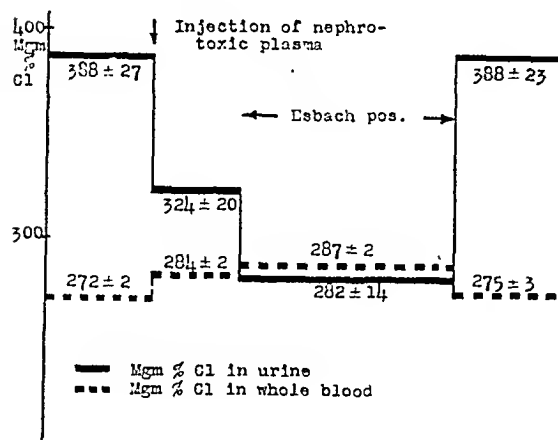 400
Mgm
%
Cl
Injection of nephro-
toxic plasma
388 ± 27
388 ± 23
Esbach pos.
324 ± 20
300
284 ± 2
287 ± 2
272 ± 2
282 ± 14
275 ± 3
Mgm % Cl in urine
Mgm % Cl in whole blood